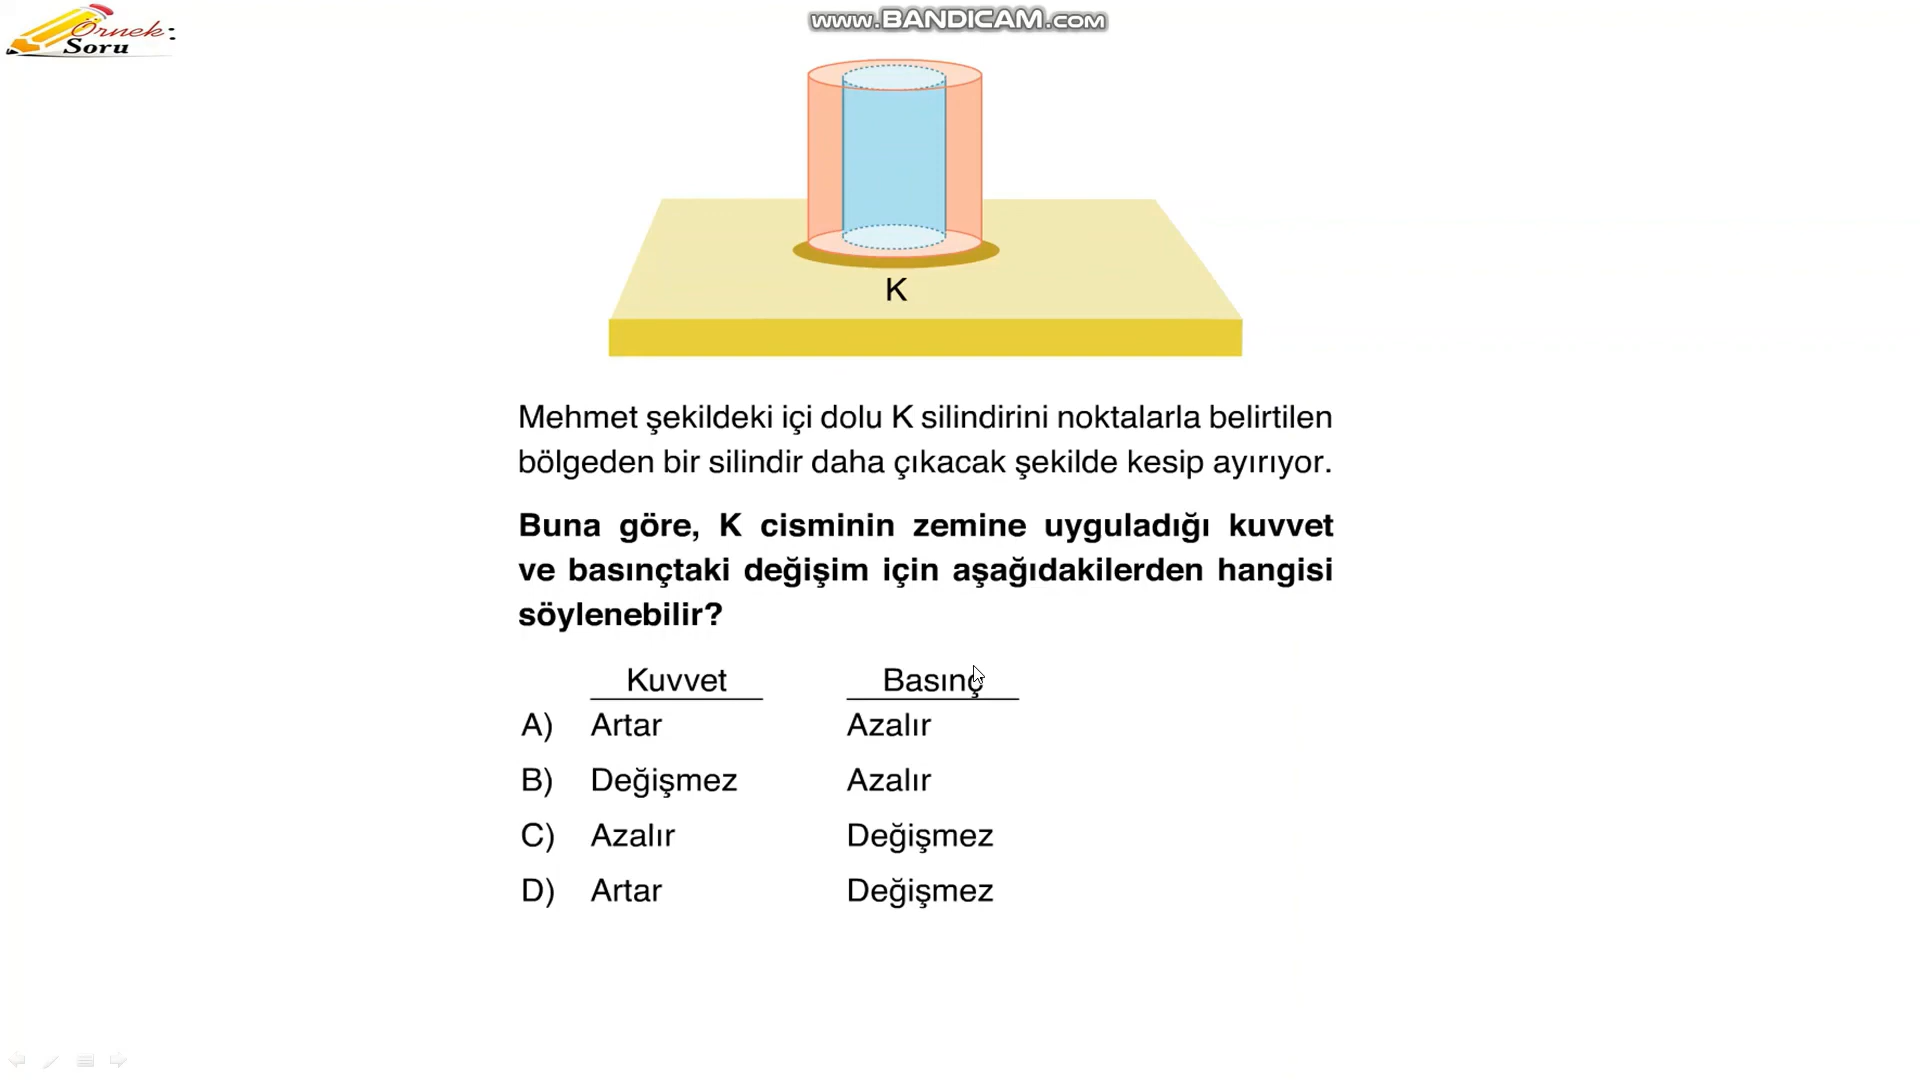 www.BANDICAM.com
Örnek:
Soru
K
Mehmet şekildeki içi dolu K silindirini noktalarla belirtilen
bölgeden bir silindir daha çıkacak şekilde kesip ayırıyor.
Buna göre, K cisminin zemine uyguladığı kuvvet
ve basınçtaki değişim için aşağıdakilerden hangisi
söylenebilir?
Kuvvet Basınç
A) Artar Azalır
B) Değişmez Azalır
C) Azalır Değişmez
D) Artar Değişmez